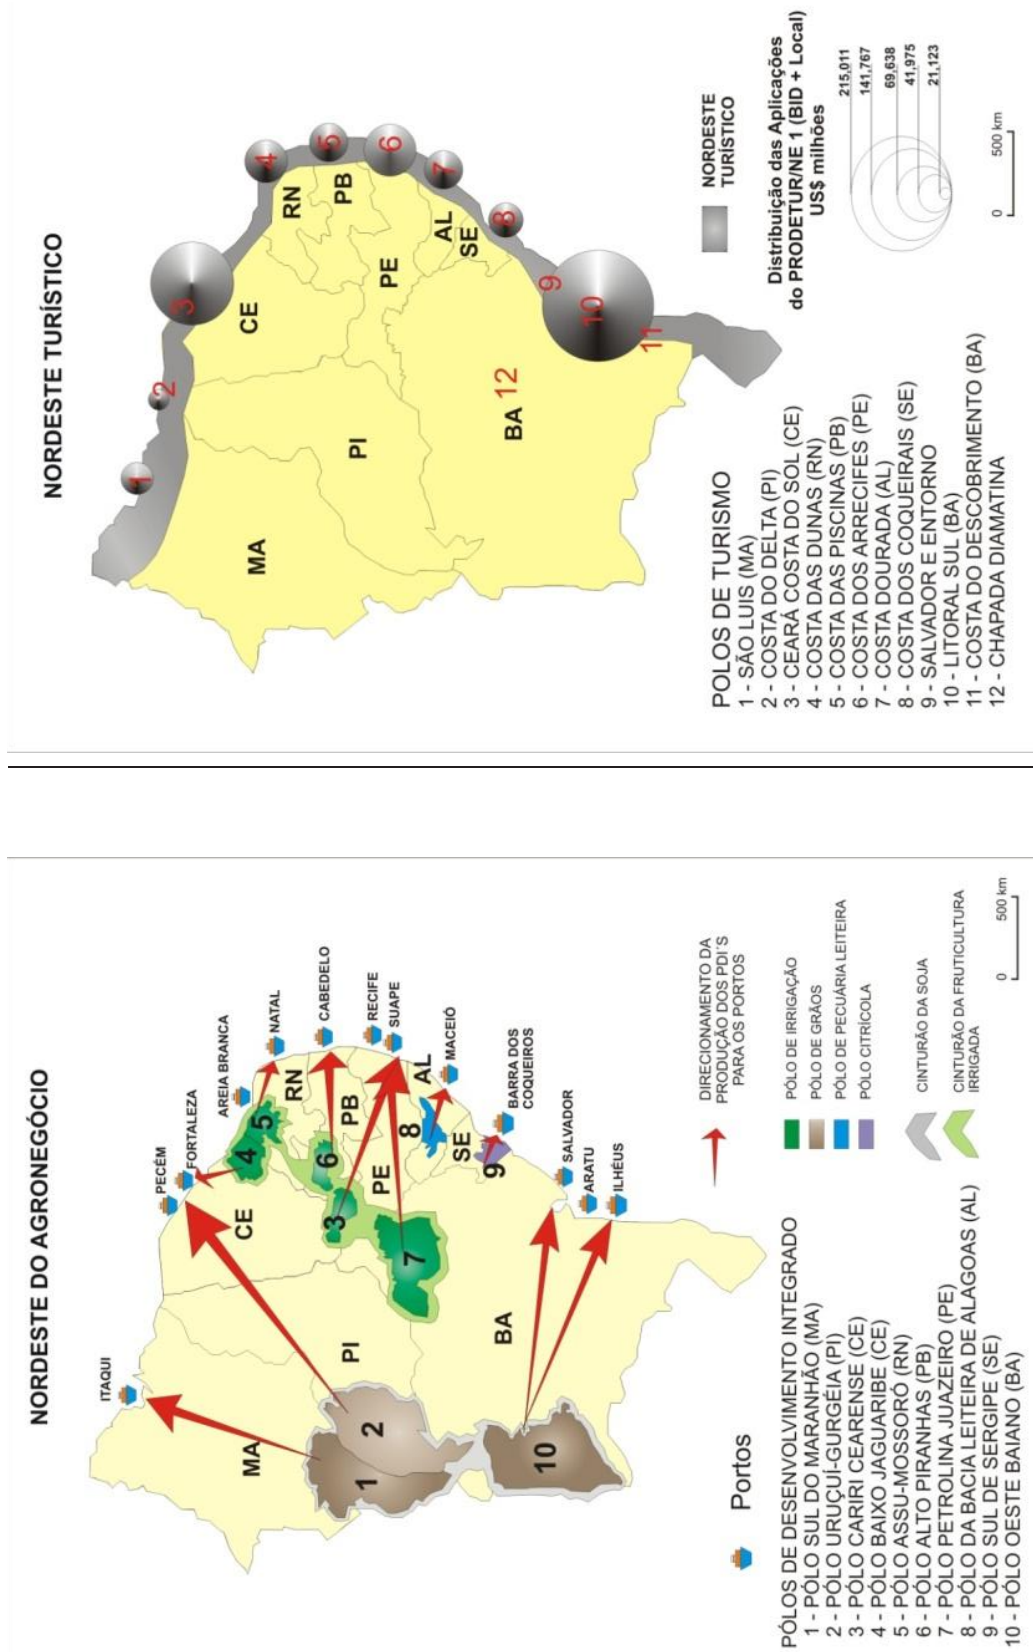 NORDESTE DO AGRONEGÓCIO
ITAQUI
PECÉM
FORTALEZA
AREIA BRANCA
NATAL
CABEDELO
RECIFE
SUAPE
MACEIÓ
BARRA DOS
COQUEIROS
SALVADOR
ARATU
ILHÉUS
MA
PI
CE
RN
PB
PE
AL
SE
BA
1
2
3
4
5
6
7
8
9
10
Portos
DIRECIONAMENTO DA
PRODUÇÃO DOS PDI´S
PARA OS PORTOS
PÓLOS DE DESENVOLVIMENTO INTEGRADO
1 - PÓLO SUL DO MARANHÃO (MA)
2 - PÓLO URUÇUÍ-GURGÉIA (PI)
3 - PÓLO CARIRI CEARENSE (CE)
4 - PÓLO BAIXO JAGUARIBE (CE)
5 - PÓLO ASSU-MOSSORÓ (RN)
6 - PÓLO ALTO PIRANHAS (PB)
7 - PÓLO PETROLINA JUAZEIRO (PE)
8 - PÓLO DA BACIA LEITEIRA DE ALAGOAS (AL)
9 - PÓLO SUL DE SERGIPE (SE)
10 - PÓLO OESTE BAIANO (BA)
PÓLO DE IRRIGAÇÃO
PÓLO DE GRÃOS
PÓLO DE PECUÁRIA LEITEIRA
PÓLO CITRÍCOLA
CINTURÃO DA SOJA
CINTURÃO DA FRUTICULTURA
IRRIGADA
0 500 km
NORDESTE TURÍSTICO
MA
PI
CE
RN
PB
PE
AL
SE
BA
1
2
3
4
5
6
7
8
9
10
11
12
POLOS DE TURISMO
1 - SÃO LUIS (MA)
2 - COSTA DO DELTA (PI)
3 - CEARÁ COSTA DO SOL (CE)
4 - COSTA DAS DUNAS (RN)
5 - COSTA DAS PISCINAS (PB)
6 - COSTA DOS ARRECIFES (PE)
7 - COSTA DOURADA (AL)
8 - COSTA DOS COQUEIRAIS (SE)
9 - SALVADOR E ENTORNO
10 - LITORAL SUL (BA)
11 - COSTA DO DESCOBRIMENTO (BA)
12 - CHAPADA DIAMATINA
NORDESTE
TURÍSTICO
Distribuição das Aplicações
do PRODETUR/NE 1 (BID + Local)
US$ milhões
215,011
141,767
69,638
41,975
21,123
0 500 km